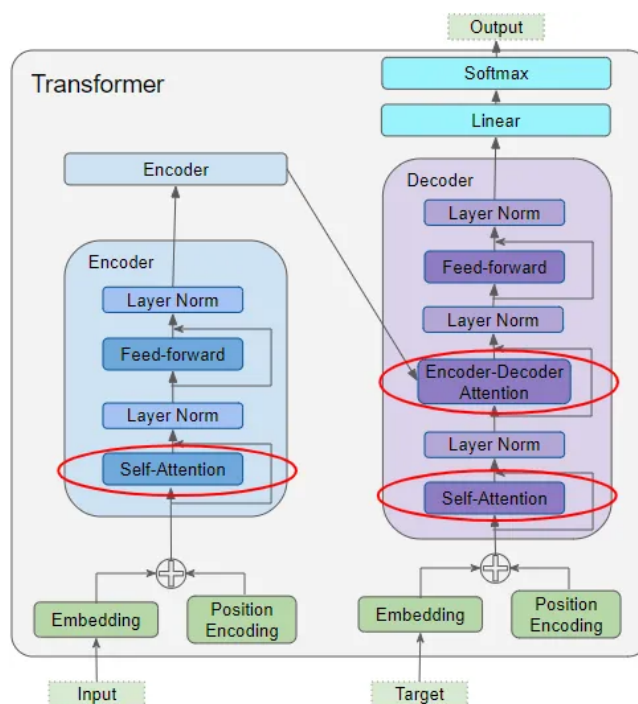 Output
Softmax
Linear
Transformer
Encoder
Encoder
Layer Norm
Feed-forward
Layer Norm
Self-Attention
Embedding
Position
Encoding
Input
Decoder
Layer Norm
Feed-forward
Layer Norm
Encoder-Decoder
Attention
Layer Norm
Self-Attention
Embedding
Position
Encoding
Target